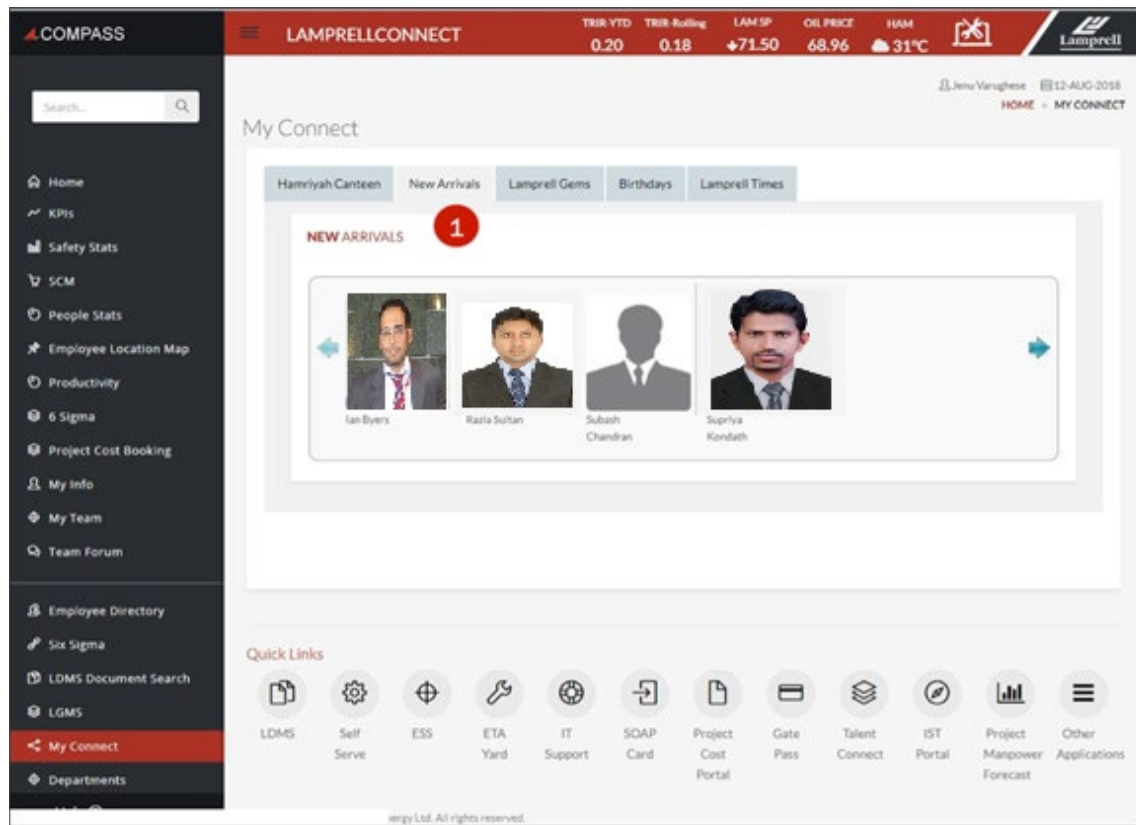 COMPASS
LAMPRELLCONNECT
TRIR-YTD TRIR-Rolling LAM SP OIL PRICE HAM
0.20 0.18 71.50 68.96 31°C
Lamprell
Search...
Jenu Varughese 12-AUG-2018
HOME - MY CONNECT
My Connect
Home
KPIs
Safety Stats
SCM
People Stats
Employee Location Map
Productivity
6 Sigma
Project Cost Booking
My Info
My Team
Team Forum
Employee Directory
Six Sigma
LDMS Document Search
LGMS
My Connect
Departments
Hamriyah Canteen New Arrivals Lamprell Gems Birthdays Lamprell Times
1
NEW ARRIVALS
Ian Byers
Razia Sultan
Subash
Chandran
Supriya
Kondath
Quick Links
LDMS
Self
Serve
ESS
ETA
Yard
IT
Support
SOAP
Card
Project
Cost
Portal
Gate
Pass
Talent
Connect
IST
Portal
Project
Manpower
Forecast
Other
Applications
Ltd. All rights reserved.